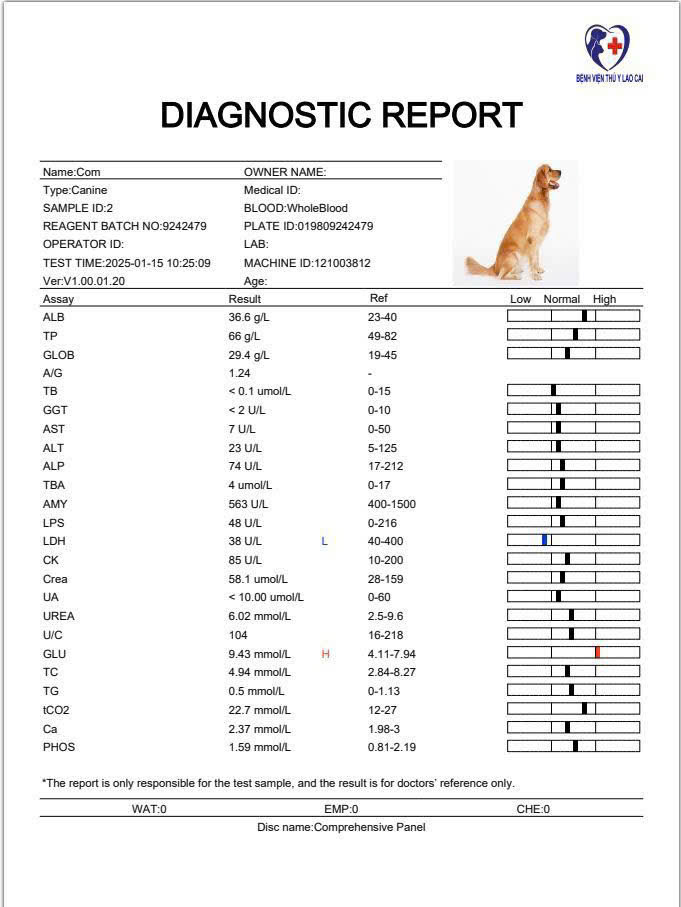 BỆNH VIỆN THÚ Y LAO CAI
DIAGNOSTIC REPORT
Name:Com OWNER NAME:
Type:Canine Medical ID:
SAMPLE ID:2 BLOOD:WholeBlood
REAGENT BATCH NO:9242479 PLATE ID:019809242479
OPERATOR ID: LAB:
TEST TIME:2025-01-15 10:25:09 MACHINE ID:121003812
Ver:V1.00.01.20 Age:
Assay Result Ref Low Normal High
ALB 36.6 g/L 23-40
TP 66 g/L 49-82
GLOB 29.4 g/L 19-45
A/G 1.24 -
TB < 0.1 umol/L 0-15
GGT < 2 U/L 0-10
AST 7 U/L 0-50
ALT 23 U/L 5-125
ALP 74 U/L 17-212
TBA 4 umol/L 0-17
AMY 563 U/L 400-1500
LPS 48 U/L 0-216
LDH 38 U/L L 40-400
CK 85 U/L 10-200
Crea 58.1 umol/L 28-159
UA < 10.00 umol/L 0-60
UREA 6.02 mmol/L 2.5-9.6
U/C 104 16-218
GLU 9.43 mmol/L H 4.11-7.94
TC 4.94 mmol/L 2.84-8.27
TG 0.5 mmol/L 0-1.13
tCO2 22.7 mmol/L 12-27
Ca 2.37 mmol/L 1.98-3
PHOS 1.59 mmol/L 0.81-2.19
*The report is only responsible for the test sample, and the result is for doctors' reference only.
WAT:0 EMP:0 CHE:0
Disc name:Comprehensive Panel